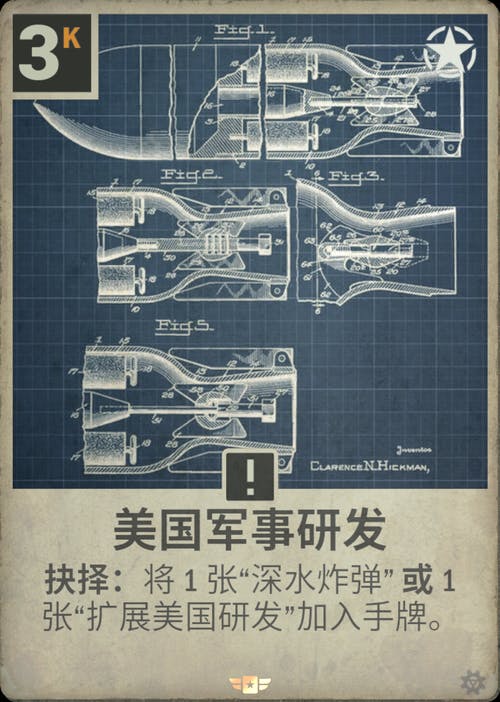 3K
Fig.1.
Fig.2.
Fig.3.
Fig.5.
Inventor
CLARENCE N. HICKMAN,
!
美国军事研发
抉择：将 1 张“深水炸弹” 或 1
张“扩展美国研发”加入手牌。